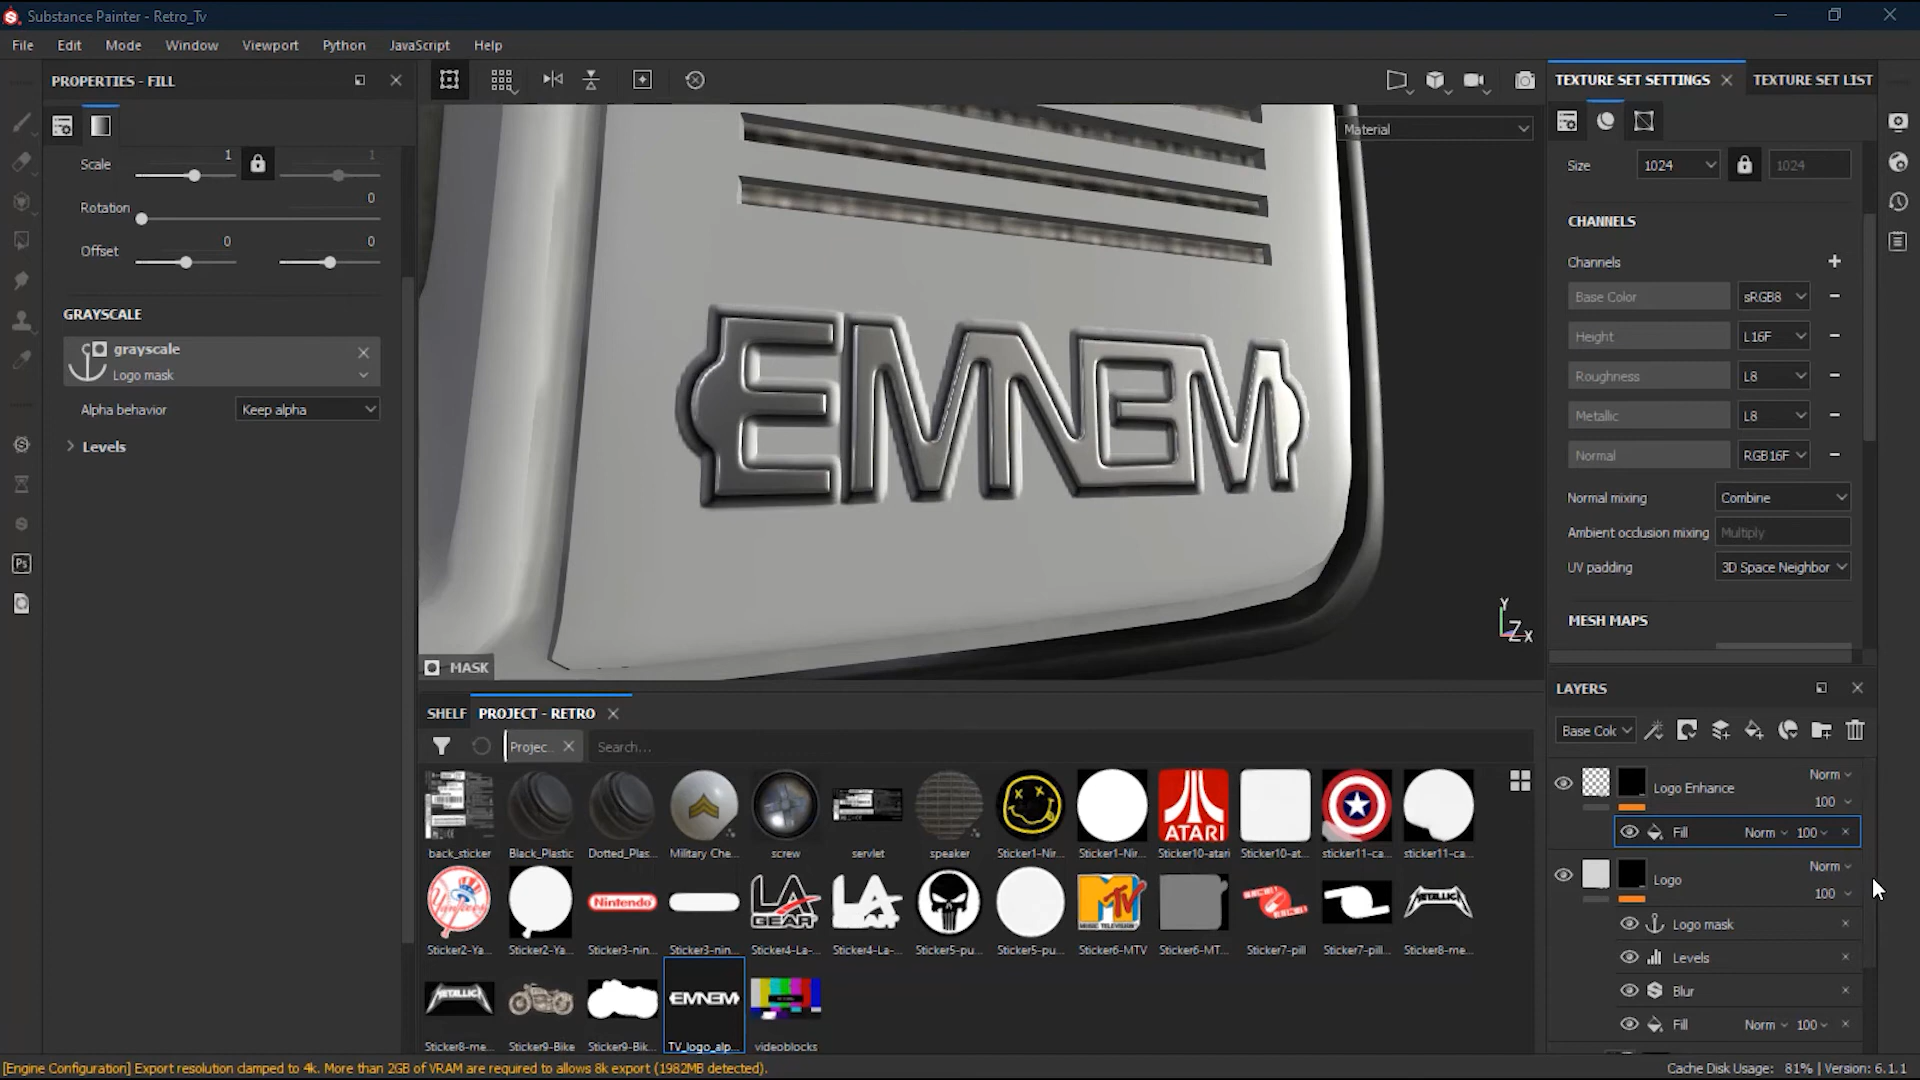 Substance Painter - Retro_Tv
File Edit Mode Window Viewport Python JavaScript Help
PROPERTIES - FILL
Scale 1 1
Rotation 0
Offset 0 0
GRAYSCALE
grayscale
Logo mask
Alpha behavior Keep alpha
Levels
Ps
Material
EMINEM
Y
Z X
MASK
SHELF PROJECT - RETRO
Projec... Search...
back_sticker Black_Plastic Dotted_Plas... Military Che... screw servlet speaker Sticker1-Nir... Sticker1-Nir... Sticker10-atari Sticker10-at... sticker11-ca... sticker11-ca...
ATARI
Yankees Nintendo LA GEAR LA MTV MUSIC TELEVISION METALLICA
Sticker2-Ya... Sticker2-Ya... Sticker3-nin... Sticker3-nin... Sticker4-La-... Sticker4-La-... Sticker5-pu... Sticker5-pu... Sticker6-MTV Sticker6-MT... Sticker7-pill Sticker7-pill... Sticker8-me...
METALLICA EMINEM
Sticker8-me... Sticker9-Bike Sticker9-Bik... TV_logo_alp... videoblocks
TEXTURE SET SETTINGS TEXTURE SET LIST
Size 1024 1024
CHANNELS
Channels
Base Color sRGB8
Height L16F
Roughness L8
Metallic L8
Normal RGB16F
Normal mixing Combine
Ambient occlusion mixing Multiply
UV padding 3D Space Neighbor
MESH MAPS
LAYERS
Base Colo
Logo Enhance Norm 100
Fill Norm 100
Logo Norm 100
Logo mask
Levels
Blur
Fill Norm 100
[Engine Configuration] Export resolution clamped to 4k. More than 2GB of VRAM are required to allows 8k export (1982MB detected).
Cache Disk Usage: 81% | Version: 6.1.1